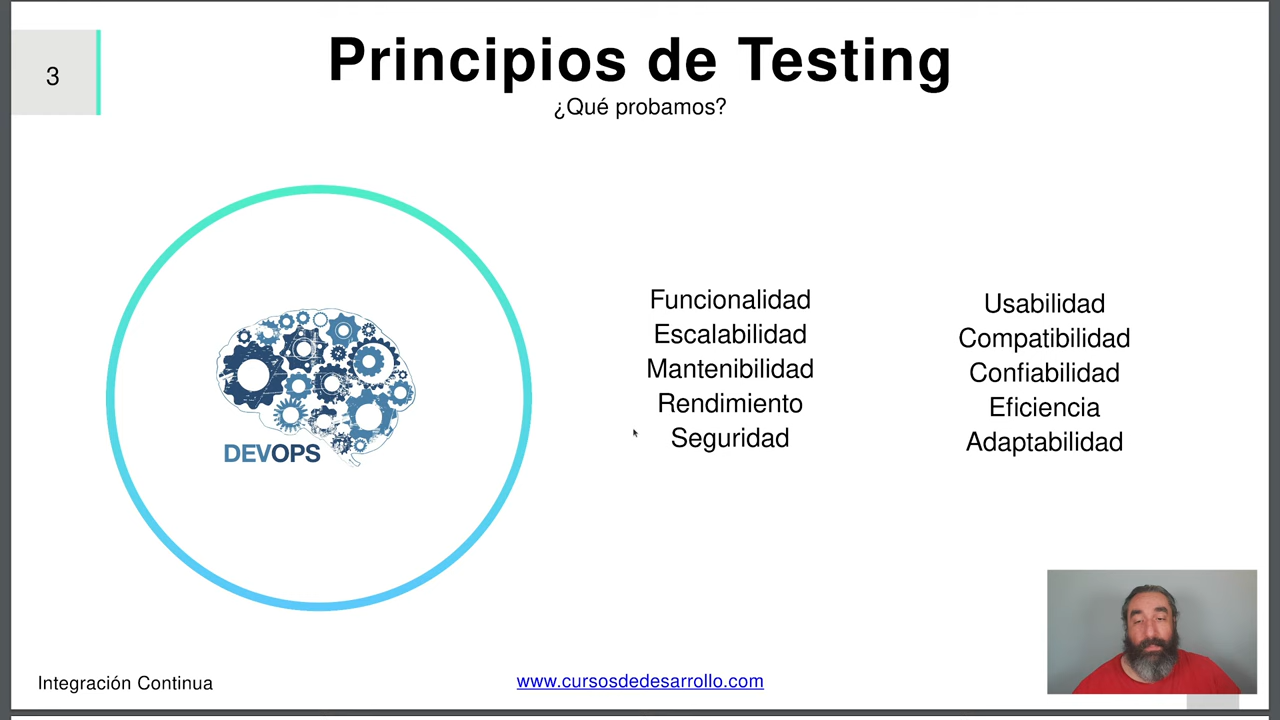 3
Principios de Testing
¿Qué probamos?
DEVOPS
Funcionalidad
Escalabilidad
Mantenibilidad
Rendimiento
Seguridad
Usabilidad
Compatibilidad
Confiabilidad
Eficiencia
Adaptabilidad
Integración Continua
www.cursosdedesarrollo.com